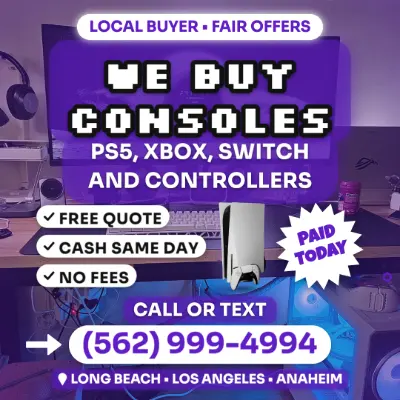 LOCAL BUYER • FAIR OFFERS
WE BUY
CONSOLES
PS5, XBOX, SWITCH
AND CONTROLLERS
✓ FREE QUOTE
✓ CASH SAME DAY
✓ NO FEES
PAID
TODAY
CALL OR TEXT
→ (562) 999-4994
LONG BEACH • LOS ANGELES • ANAHEIM